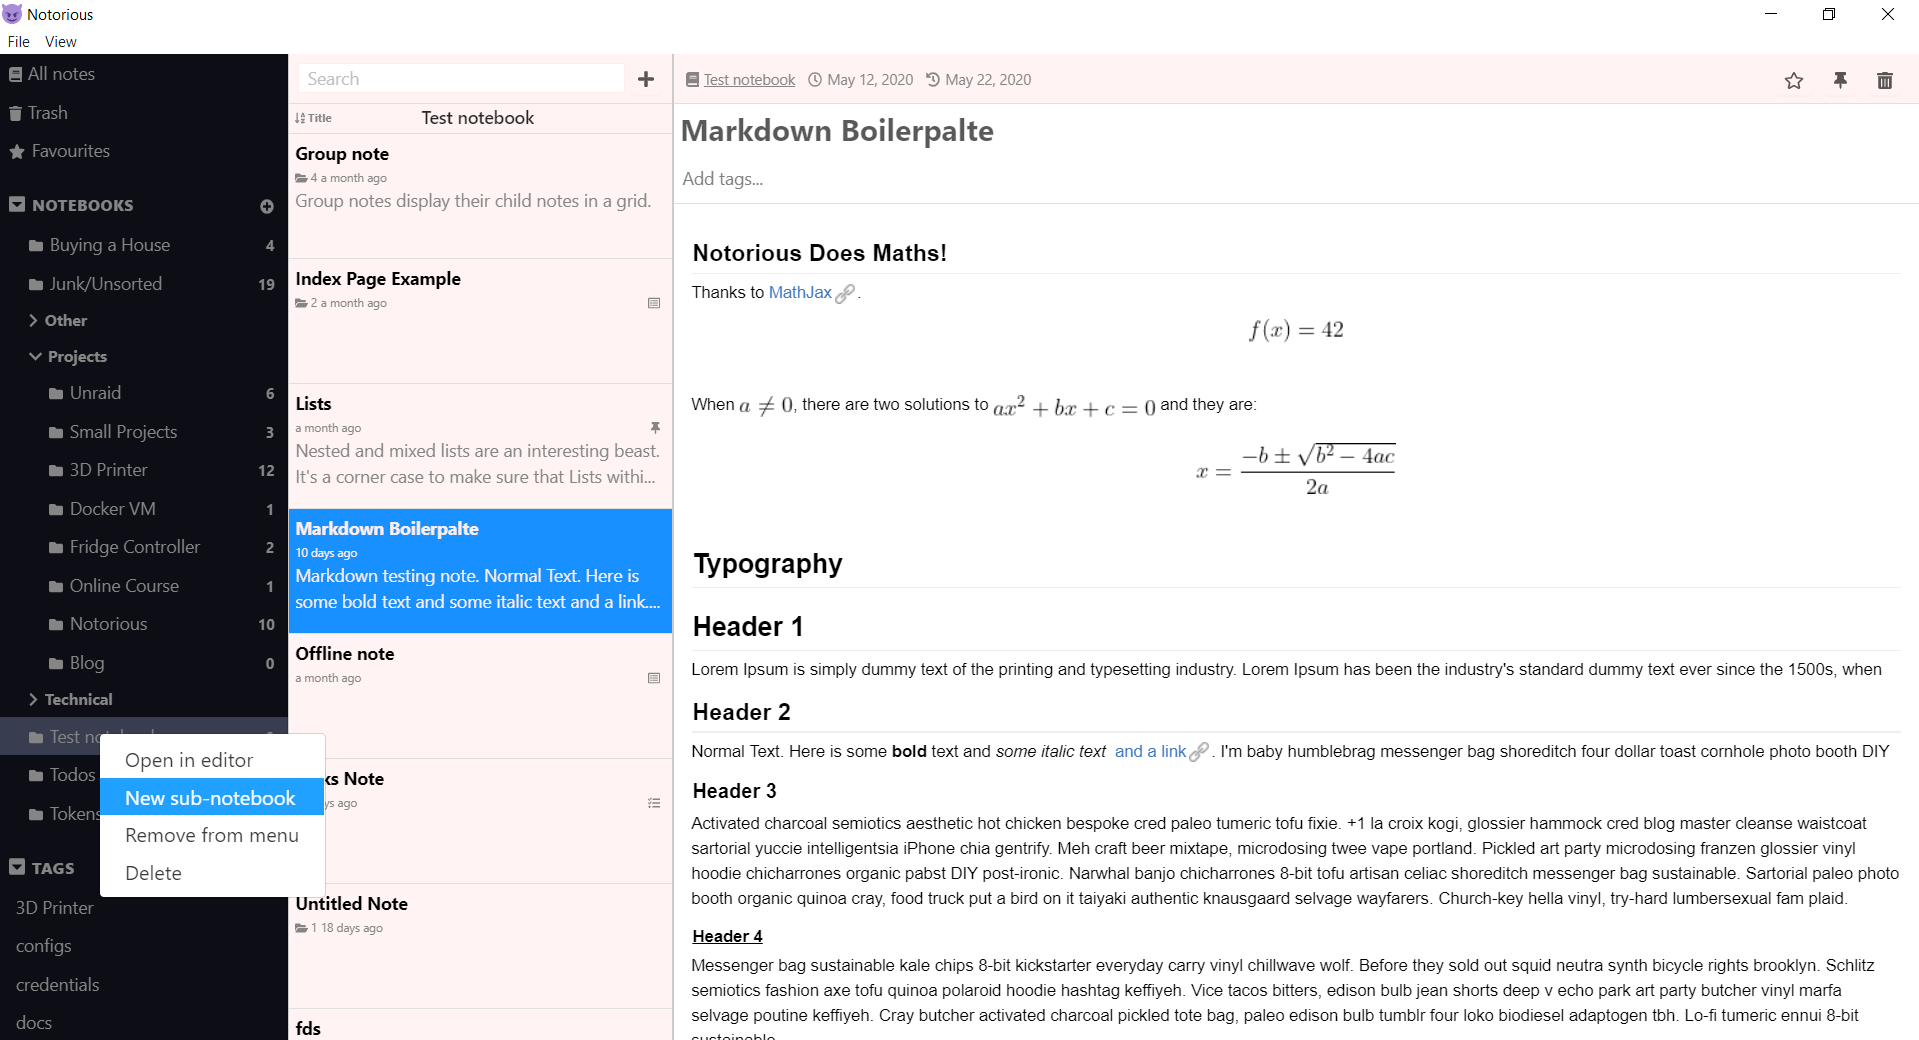 Notorious
File View
All notes
Trash
Favourites
NOTEBOOKS
Buying a House 4
Junk/Unsorted 19
Other
Projects
Unraid 6
Small Projects 3
3D Printer 12
Docker VM 1
Fridge Controller 2
Online Course 1
Notorious 10
Blog 0
Technical
Test
Todos
Tokens
TAGS
3D Printer
configs
credentials
docs
Open in editor
New sub-notebook
Remove from menu
Delete
Search
Title Test notebook
Group note
4 a month ago
Group notes display their child notes in a grid.
Index Page Example
2 a month ago
Lists
a month ago
Nested and mixed lists are an interesting beast.
It's a corner case to make sure that Lists withi...
Markdown Boilerpalte
10 days ago
Markdown testing note. Normal Text. Here is
some bold text and some italic text and a link....
Offline note
a month ago
ks Note
ys ago
Untitled Note
1 18 days ago
fds
Test notebook May 12, 2020 May 22, 2020
Markdown Boilerpalte
Add tags...
Notorious Does Maths!
Thanks to MathJax .
f(x) = 42
When a ≠ 0, there are two solutions to ax² + bx + c = 0 and they are:
x = (-b ± √(b² − 4ac)) / 2a
Typography
Header 1
Lorem Ipsum is simply dummy text of the printing and typesetting industry. Lorem Ipsum has been the industry's standard dummy text ever since the 1500s, when
Header 2
Normal Text. Here is some bold text and some italic text and a link . I'm baby humblebrag messenger bag shoreditch four dollar toast cornhole photo booth DIY
Header 3
Activated charcoal semiotics aesthetic hot chicken bespoke cred paleo tumeric tofu fixie. +1 la croix kogi, glossier hammock cred blog master cleanse waistcoat
sartorial yuccie intelligentsia iPhone chia gentrify. Meh craft beer mixtape, microdosing twee vape portland. Pickled art party microdosing franzen glossier vinyl
hoodie chicharrones organic pabst DIY post-ironic. Narwhal banjo chicharrones 8-bit tofu artisan celiac shoreditch messenger bag sustainable. Sartorial paleo photo
booth organic quinoa cray, food truck put a bird on it taiyaki authentic knausgaard selvage wayfarers. Church-key hella vinyl, try-hard lumbersexual fam plaid.
Header 4
Messenger bag sustainable kale chips 8-bit kickstarter everyday carry vinyl chillwave wolf. Before they sold out squid neutra synth bicycle rights brooklyn. Schlitz
semiotics fashion axe tofu quinoa polaroid hoodie hashtag keffiyeh. Vice tacos bitters, edison bulb jean shorts deep v echo park art party butcher vinyl marfa
selvage poutine keffiyeh. Cray butcher activated charcoal pickled tote bag, paleo edison bulb tumblr four loko biodiesel adaptogen tbh. Lo-fi tumeric ennui 8-bit